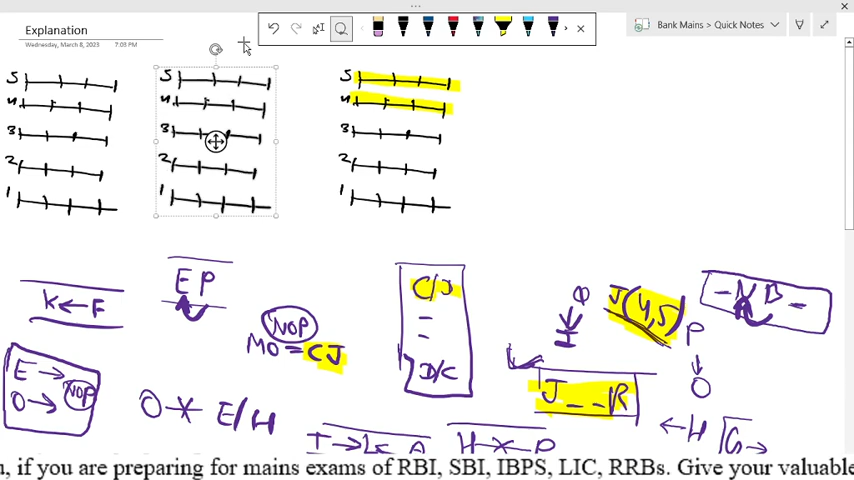 Explanation
Wednesday, March 8, 2023 7:03 PM
Bank Mains > Quick Notes
5 5 5
4 4 4
3 3 3
2 2 2
1 1 1
K ← F
E P
NOP
MO = CJ
C/J
D/C
J(4,5)
P
O
- N B -
E →
NOP
O →
O ✶ E/H
J _ _ R
← H
G →
H ✶ P
u, if you are preparing for mains exams of RBI, SBI, IBPS, LIC, RRBs. Give your valuable